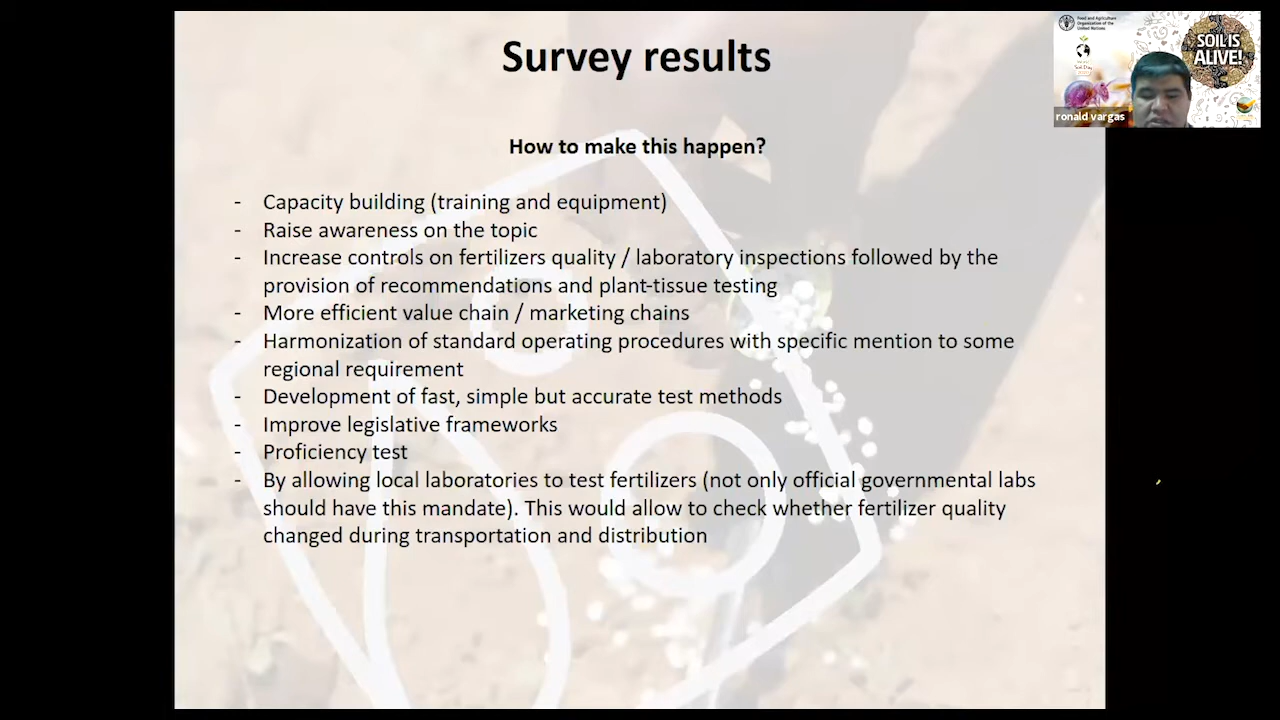 Survey results
How to make this happen?
- Capacity building (training and equipment)
- Raise awareness on the topic
- Increase controls on fertilizers quality / laboratory inspections followed by the
provision of recommendations and plant-tissue testing
- More efficient value chain / marketing chains
- Harmonization of standard operating procedures with specific mention to some
regional requirement
- Development of fast, simple but accurate test methods
- Improve legislative frameworks
- Proficiency test
- By allowing local laboratories to test fertilizers (not only official governmental labs
should have this mandate). This would allow to check whether fertilizer quality
changed during transportation and distribution
Food and Agriculture
Organization of the
United Nations
SOIL IS
ALIVE!
ronald vargas